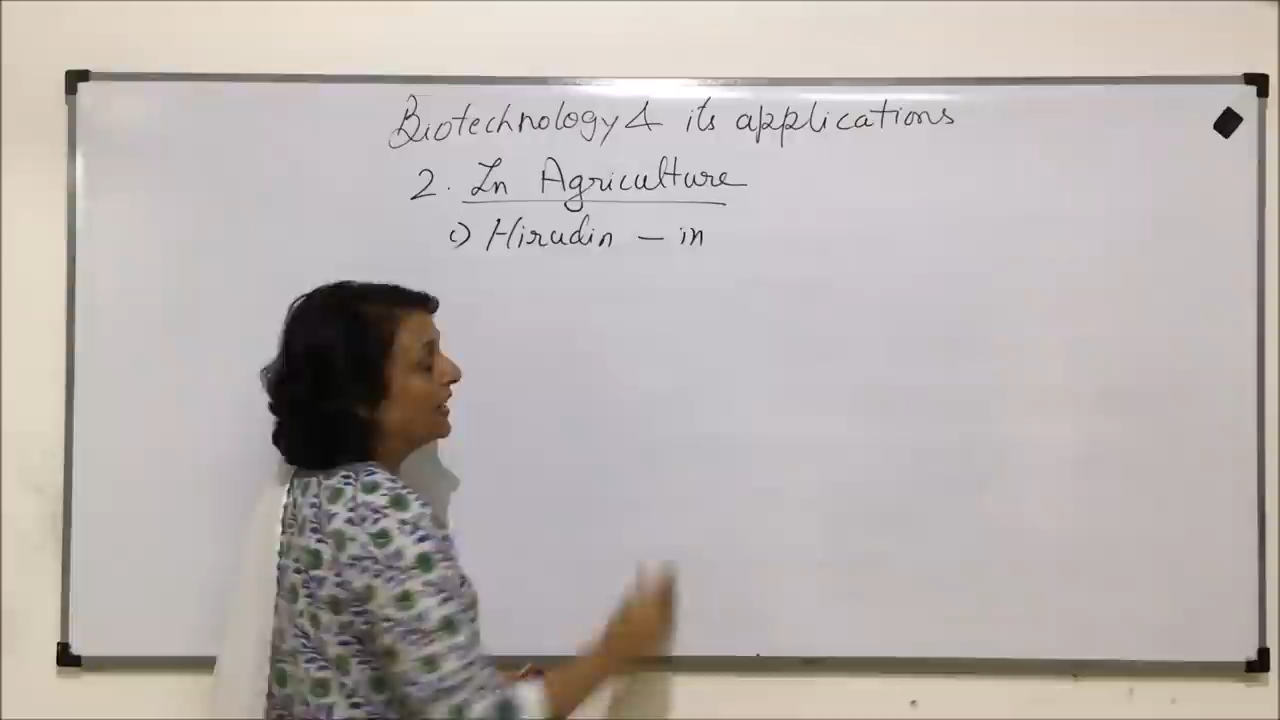 Biotechnology & its applications
2. In Agriculture
c) Hirudin — in